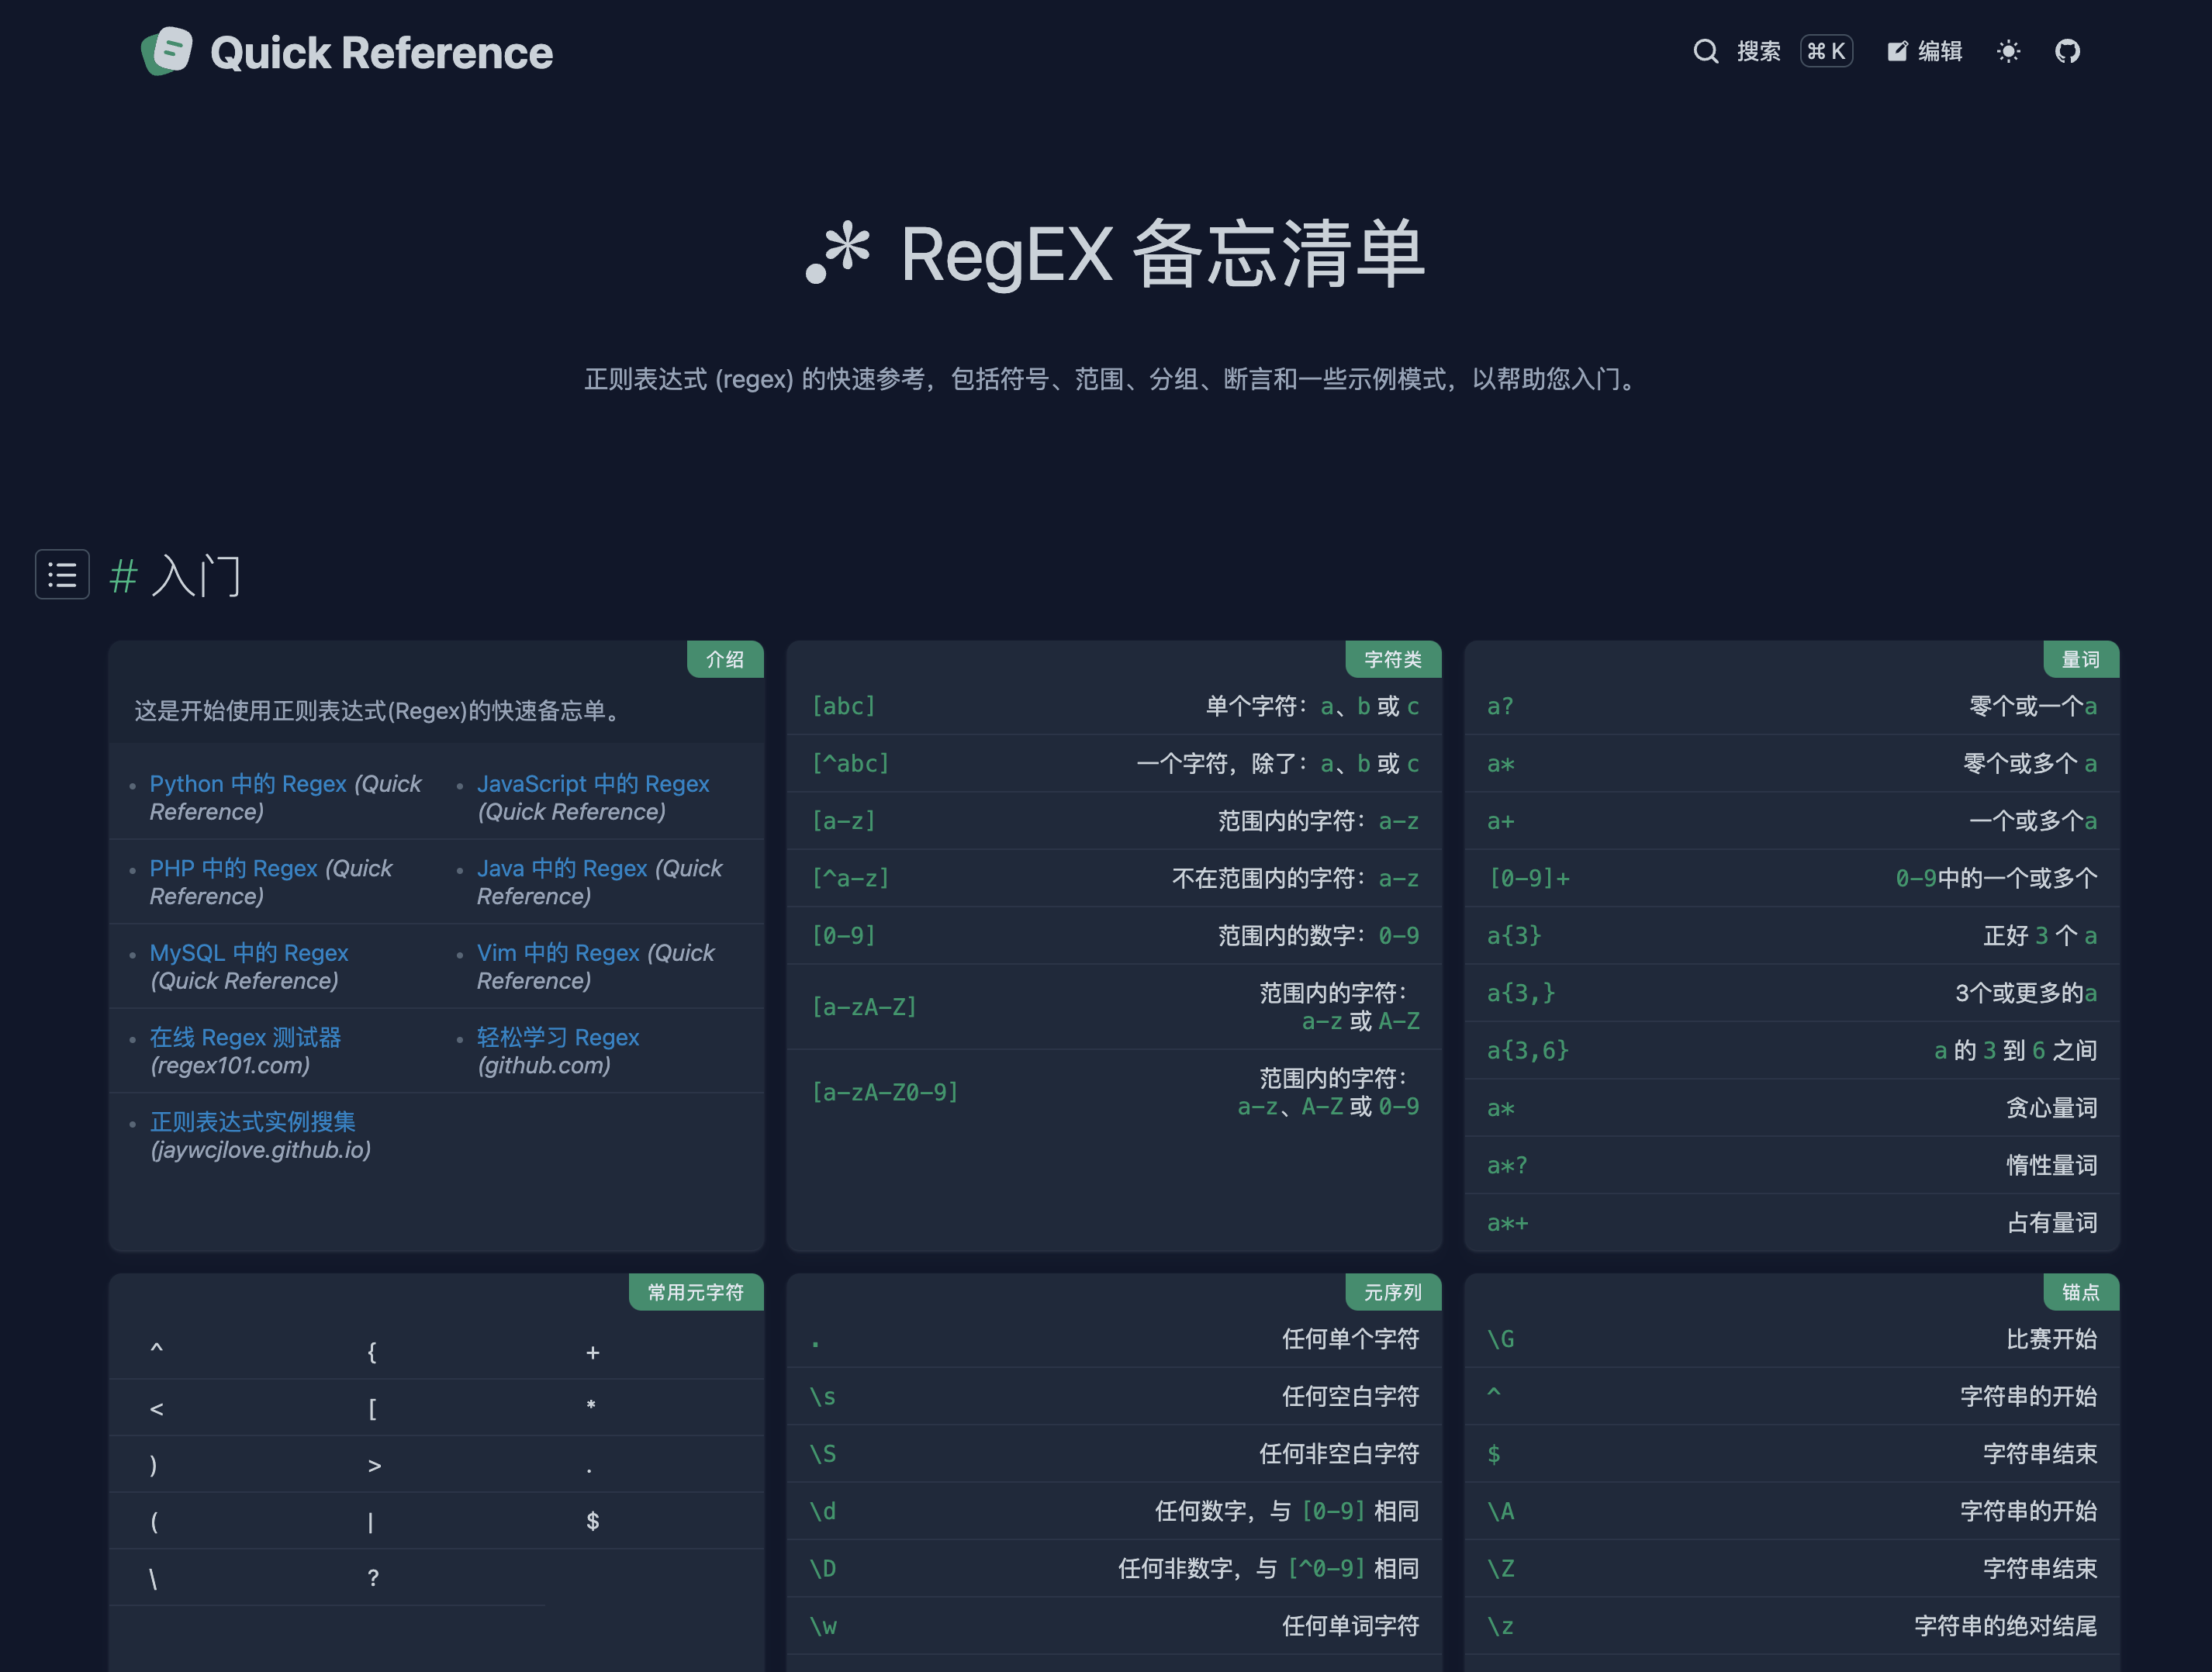 Quick Reference
搜索 ⌘ K 编辑
.* RegEX 备忘清单
正则表达式 (regex) 的快速参考，包括符号、范围、分组、断言和一些示例模式，以帮助您入门。
# 入门
介绍
这是开始使用正则表达式(Regex)的快速备忘单。
Python 中的 Regex (Quick
Reference)
JavaScript 中的 Regex
(Quick Reference)
PHP 中的 Regex (Quick
Reference)
Java 中的 Regex (Quick
Reference)
MySQL 中的 Regex
(Quick Reference)
Vim 中的 Regex (Quick
Reference)
在线 Regex 测试器
(regex101.com)
轻松学习 Regex
(github.com)
正则表达式实例搜集
(jaywcjlove.github.io)
字符类
[abc] 单个字符：a、b 或 c
[^abc] 一个字符，除了：a、b 或 c
[a-z] 范围内的字符：a-z
[^a-z] 不在范围内的字符：a-z
[0-9] 范围内的数字：0-9
[a-zA-Z] 范围内的字符：
a-z 或 A-Z
[a-zA-Z0-9] 范围内的字符：
a-z、A-Z 或 0-9
量词
a? 零个或一个a
a* 零个或多个 a
a+ 一个或多个a
[0-9]+ 0-9中的一个或多个
a{3} 正好 3 个 a
a{3,} 3个或更多的a
a{3,6} a 的 3 到 6 之间
a* 贪心量词
a*? 惰性量词
a*+ 占有量词
常用元字符
^ { +
< [ *
) > .
( | $
\ ?
元序列
. 任何单个字符
\s 任何空白字符
\S 任何非空白字符
\d 任何数字，与 [0-9] 相同
\D 任何非数字，与 [^0-9] 相同
\w 任何单词字符
锚点
\G 比赛开始
^ 字符串的开始
$ 字符串结束
\A 字符串的开始
\Z 字符串结束
\z 字符串的绝对结尾